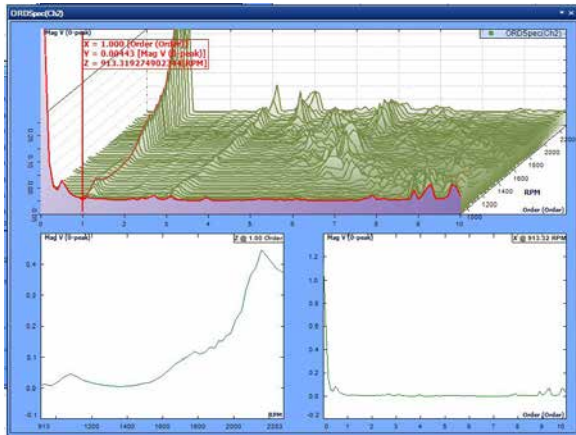 ORDSpec(Ch2)
Mag V (0-peak)
ORDSpec(Ch2)
X = 1.000 [Order (Order)]
Y = 0.00443 [Mag V (0-peak)]
Z = 913.319274902344 [RPM]
2200
2000
1800
1600
1400
1200
1000
RPM
Order (Order)
0 1 2 3 4 5 6 7 8 9 10
Mag V (0-peak)
Z @ 1.00 Order
0.4
0.3
0.2
0.1
0.0
-0.1
RPM
913 1200 1400 1600 1800 2000 2203
Mag V (0-peak)
X @ 913.32 RPM
1.2
1.0
0.8
0.6
0.4
0.2
0.0
-0.2
Order (Order)
0 1 2 3 4 5 6 7 8 9 10